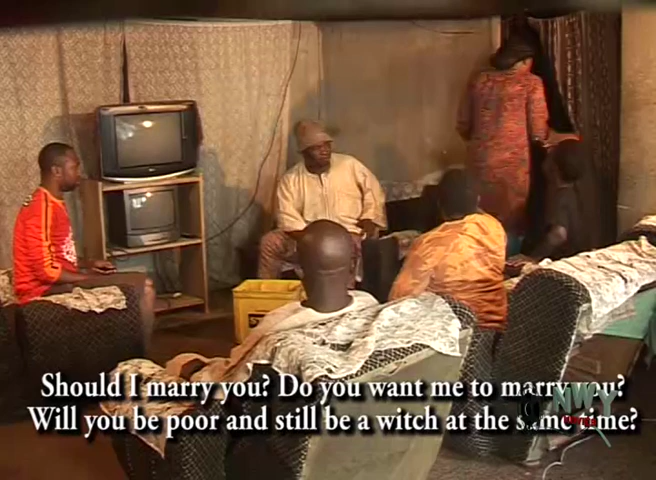 Should I marry you? Do you want me to marry you?
Will you be poor and still be a witch at the same time?